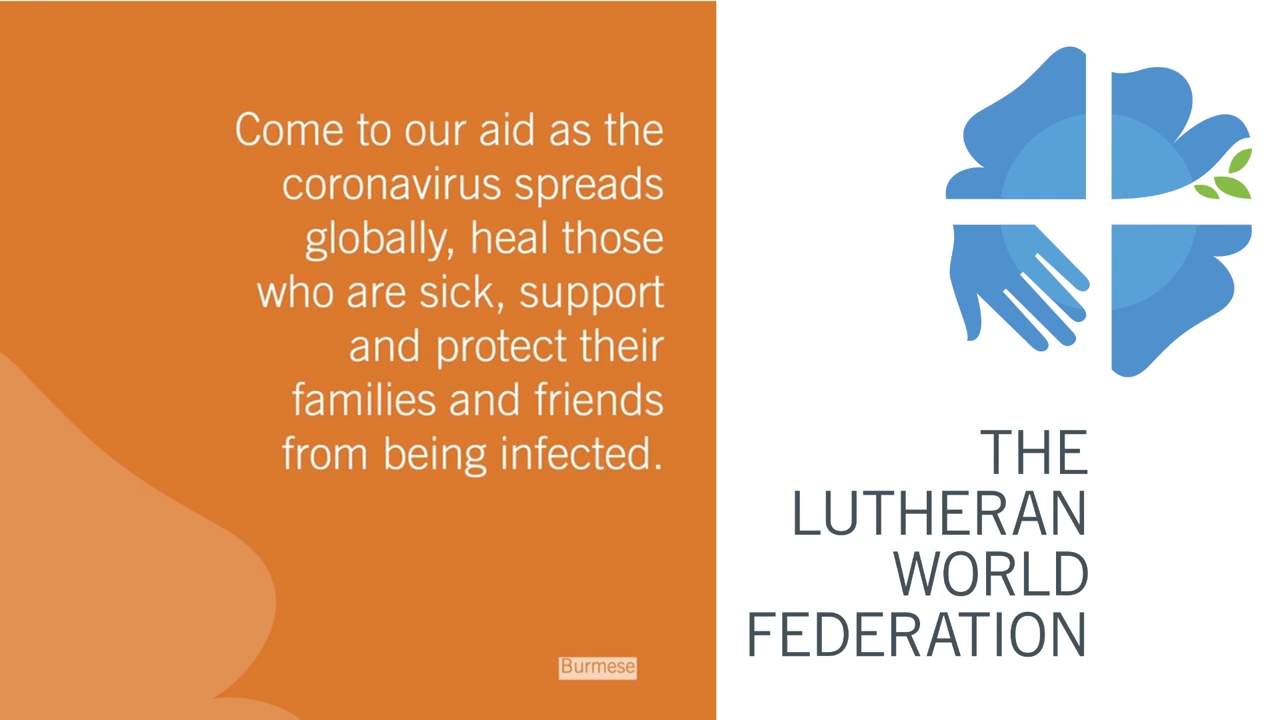 Come to our aid as the
coronavirus spreads
globally, heal those
who are sick, support
and protect their
families and friends
from being infected.
Burmese
THE
LUTHERAN
WORLD
FEDERATION